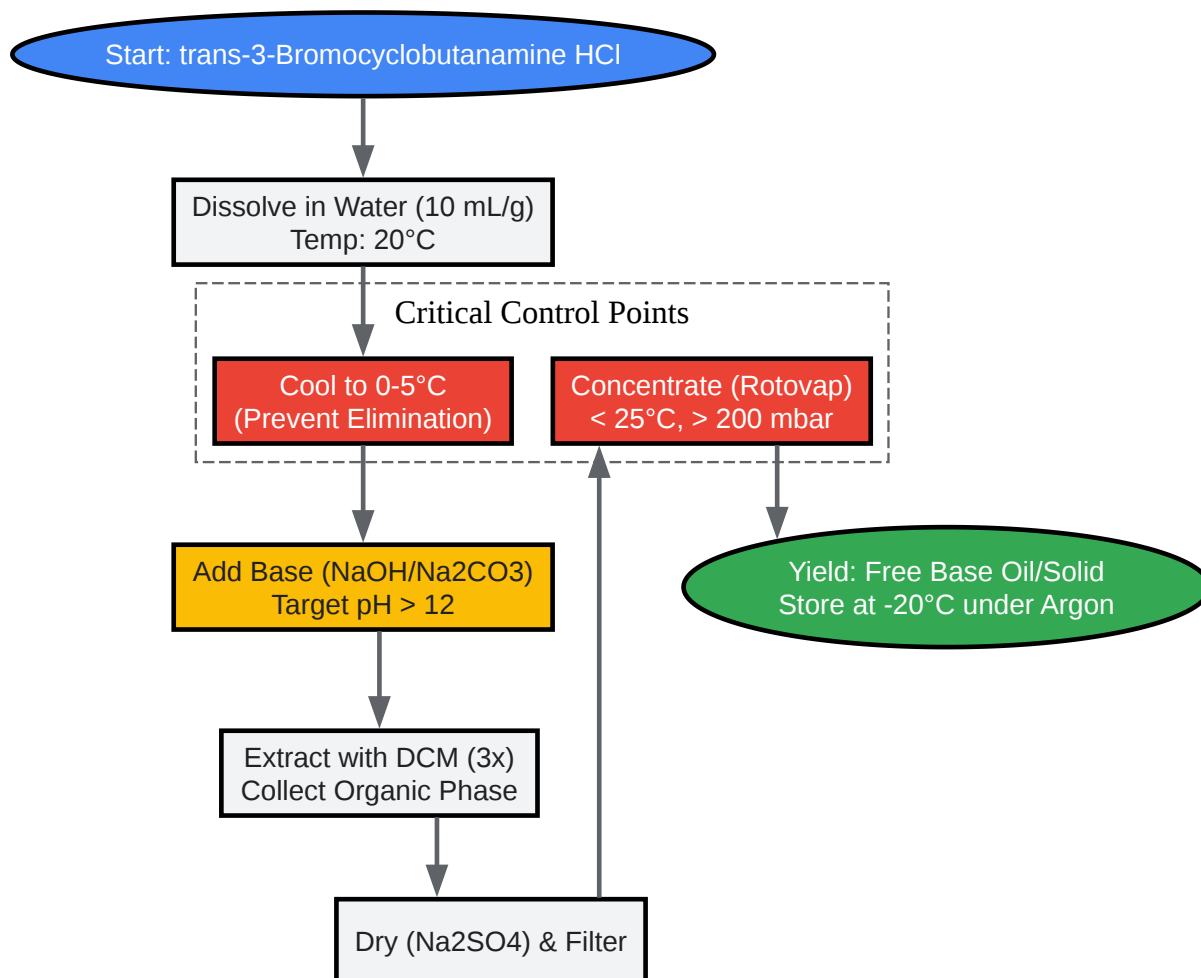 Start: trans-3-Bromocyclobutanamine HCl
Dissolve in Water (10 mL/g)
Temp: 20°C
Critical Control Points
Cool to 0-5°C
(Prevent Elimination)
Concentrate (Rotovap)
< 25°C, > 200 mbar
Add Base (NaOH/Na2CO3)
Target pH > 12
Yield: Free Base Oil/Solid
Store at -20°C under Argon
Extract with DCM (3x)
Collect Organic Phase
Dry (Na2SO4) & Filter